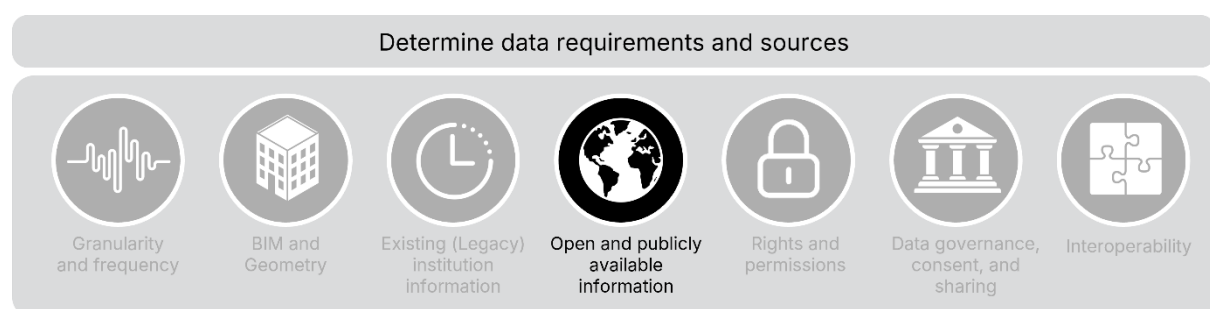 Determine data requirements and sources
Granularity
and frequency
BIM and
Geometry
Existing (Legacy)
institution
information
Open and publicly
available
information
Rights and
permissions
Data governance,
consent, and
sharing
Interoperability